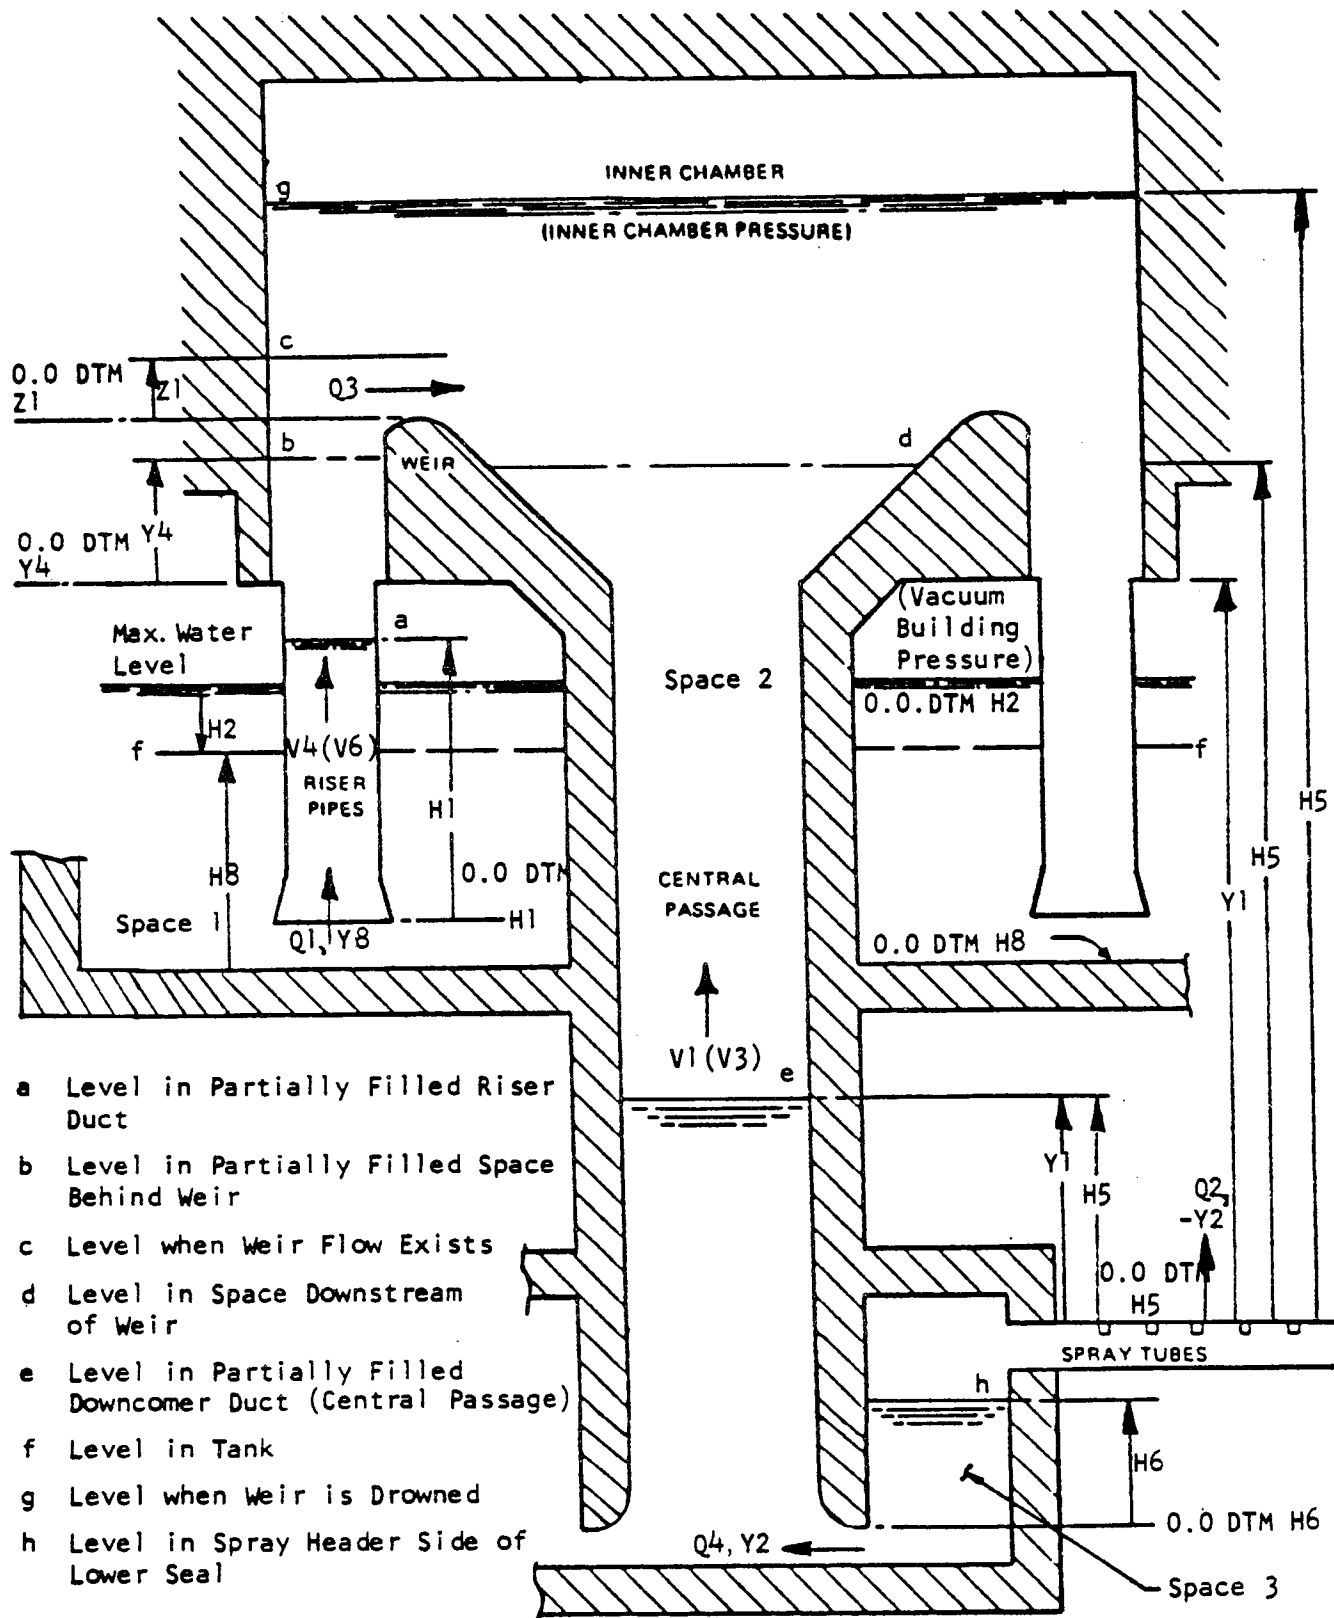 INNER CHAMBER
g
(INNER CHAMBER PRESSURE)
c
0.0 DTM
Z1
Z1
Q3
b
d
WEIR
Y4
0.0 DTM
Y4
Max. Water
Level
a
(Vacuum
Building
Pressure)
Space 2
0.0.DTM H2
H2
f
V4(V6)
f
RISER
PIPES
H1
H5
H5
Y1
H8
0.0 DTM
H1
CENTRAL
PASSAGE
Space 1
Q1, Y8
0.0 DTM H8
V1(V3)
e
a Level in Partially Filled Riser
Duct
b Level in Partially Filled Space
Behind Weir
c Level when Weir Flow Exists
d Level in Space Downstream
of Weir
e Level in Partially Filled
Downcomer Duct (Central Passage)
f Level in Tank
g Level when Weir is Drowned
h Level in Spray Header Side of
Lower Seal
Y1
H5
Q2,
-Y2
0.0 DTM
H5
SPRAY TUBES
h
H6
0.0 DTM H6
Q4, Y2
Space 3